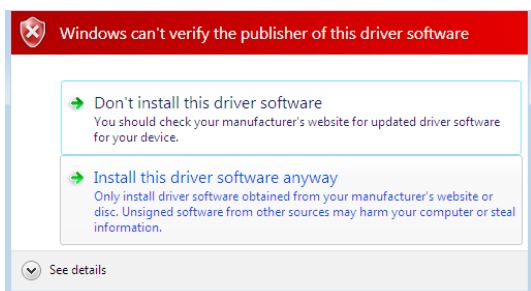 Windows can't verify the publisher of this driver software
Don't install this driver software
You should check your manufacturer's website for updated driver software
for your device.
Install this driver software anyway
Only install driver software obtained from your manufacturer's website or
disc. Unsigned software from other sources may harm your computer or steal
information.
See details